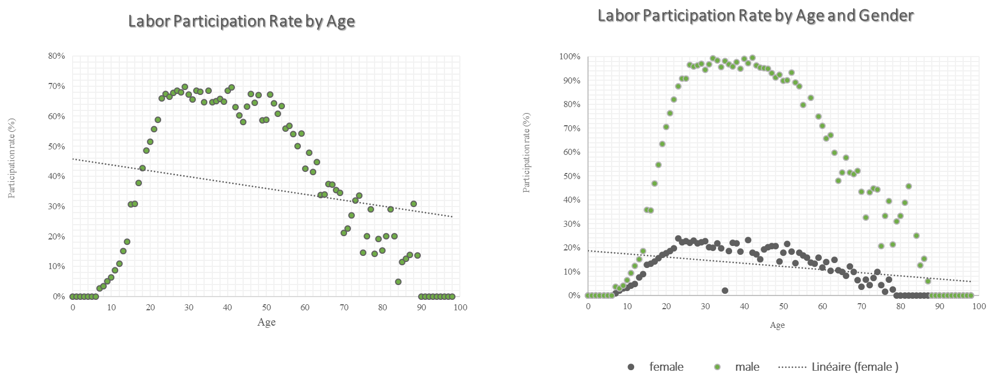 Labor Participation Rate by Age
80%
70%
60%
50%
40%
30%
20%
10%
0%
Participation rate (%)
0 10 20 30 40 50 60 70 80 90 100
Age
Labor Participation Rate by Age and Gender
100%
90%
80%
70%
60%
50%
40%
30%
20%
10%
0%
Participation rate (%)
0 10 20 30 40 50 60 70 80 90 100
Age
female male Linéaire (female )